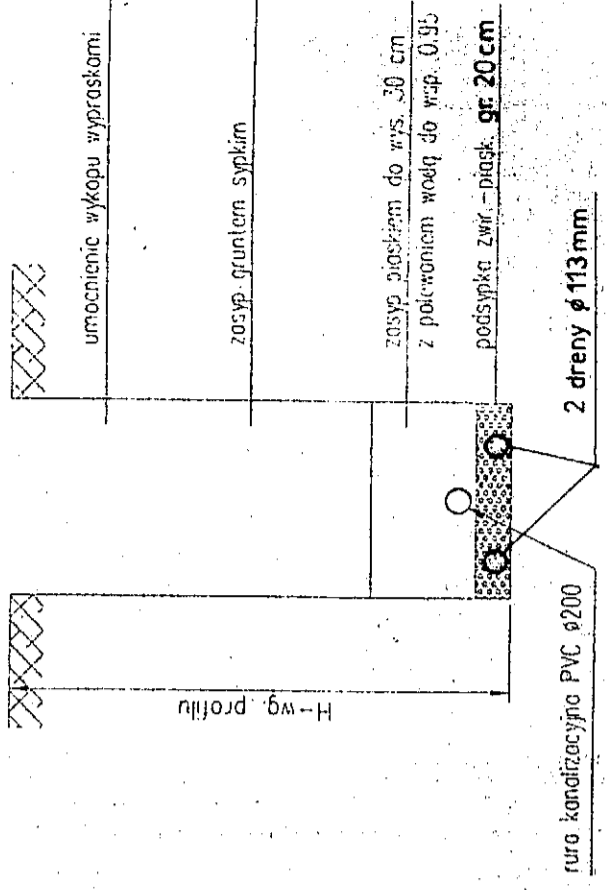 umocnienie wykopu wypraskami
zasyp gruntem sypkim
zasyp piaskiem do wys. 30 cm
z polewaniem wodą do wsp. 0.95
podsypka żwir.-piask. gr. 20cm
2 dreny ø113mm
rura kanalizacyjna PVC ø200
H-wg. profilu